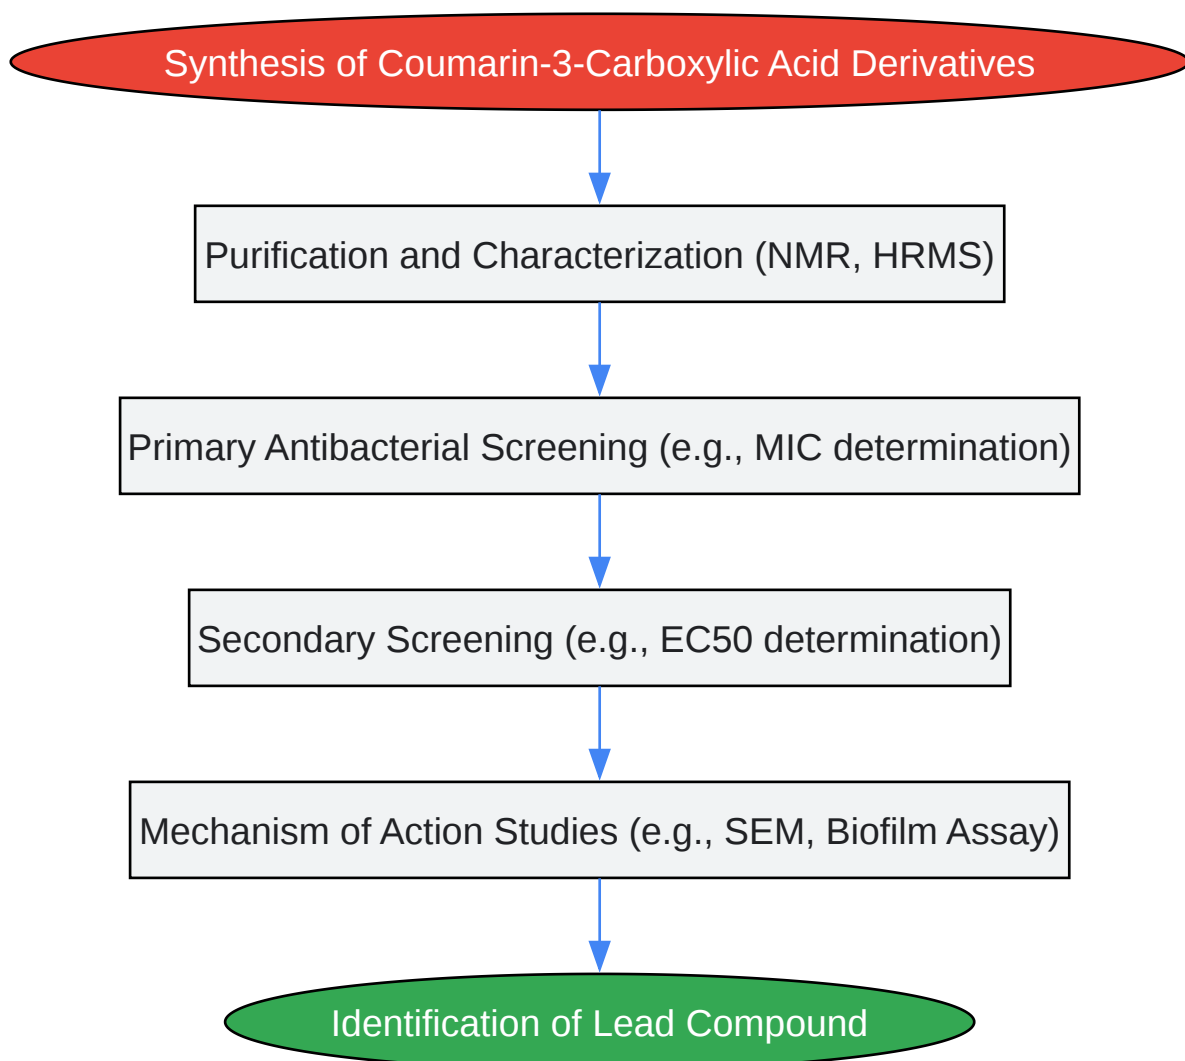 Synthesis of Coumarin-3-Carboxylic Acid Derivatives
Purification and Characterization (NMR, HRMS)
Primary Antibacterial Screening (e.g., MIC determination)
Secondary Screening (e.g., EC50 determination)
Mechanism of Action Studies (e.g., SEM, Biofilm Assay)
Identification of Lead Compound